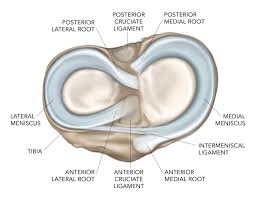 POSTERIOR
LATERAL ROOT
POSTERIOR
CRUCIATE
LIGAMENT
POSTERIOR
MEDIAL ROOT
LATERAL
MENISCUS
MEDIAL
MENISCUS
TIBIA
INTERMENISCAL
LIGAMENT
ANTERIOR
LATERAL ROOT
ANTERIOR
CRUCIATE
LIGAMENT
ANTERIOR
MEDIAL ROOT